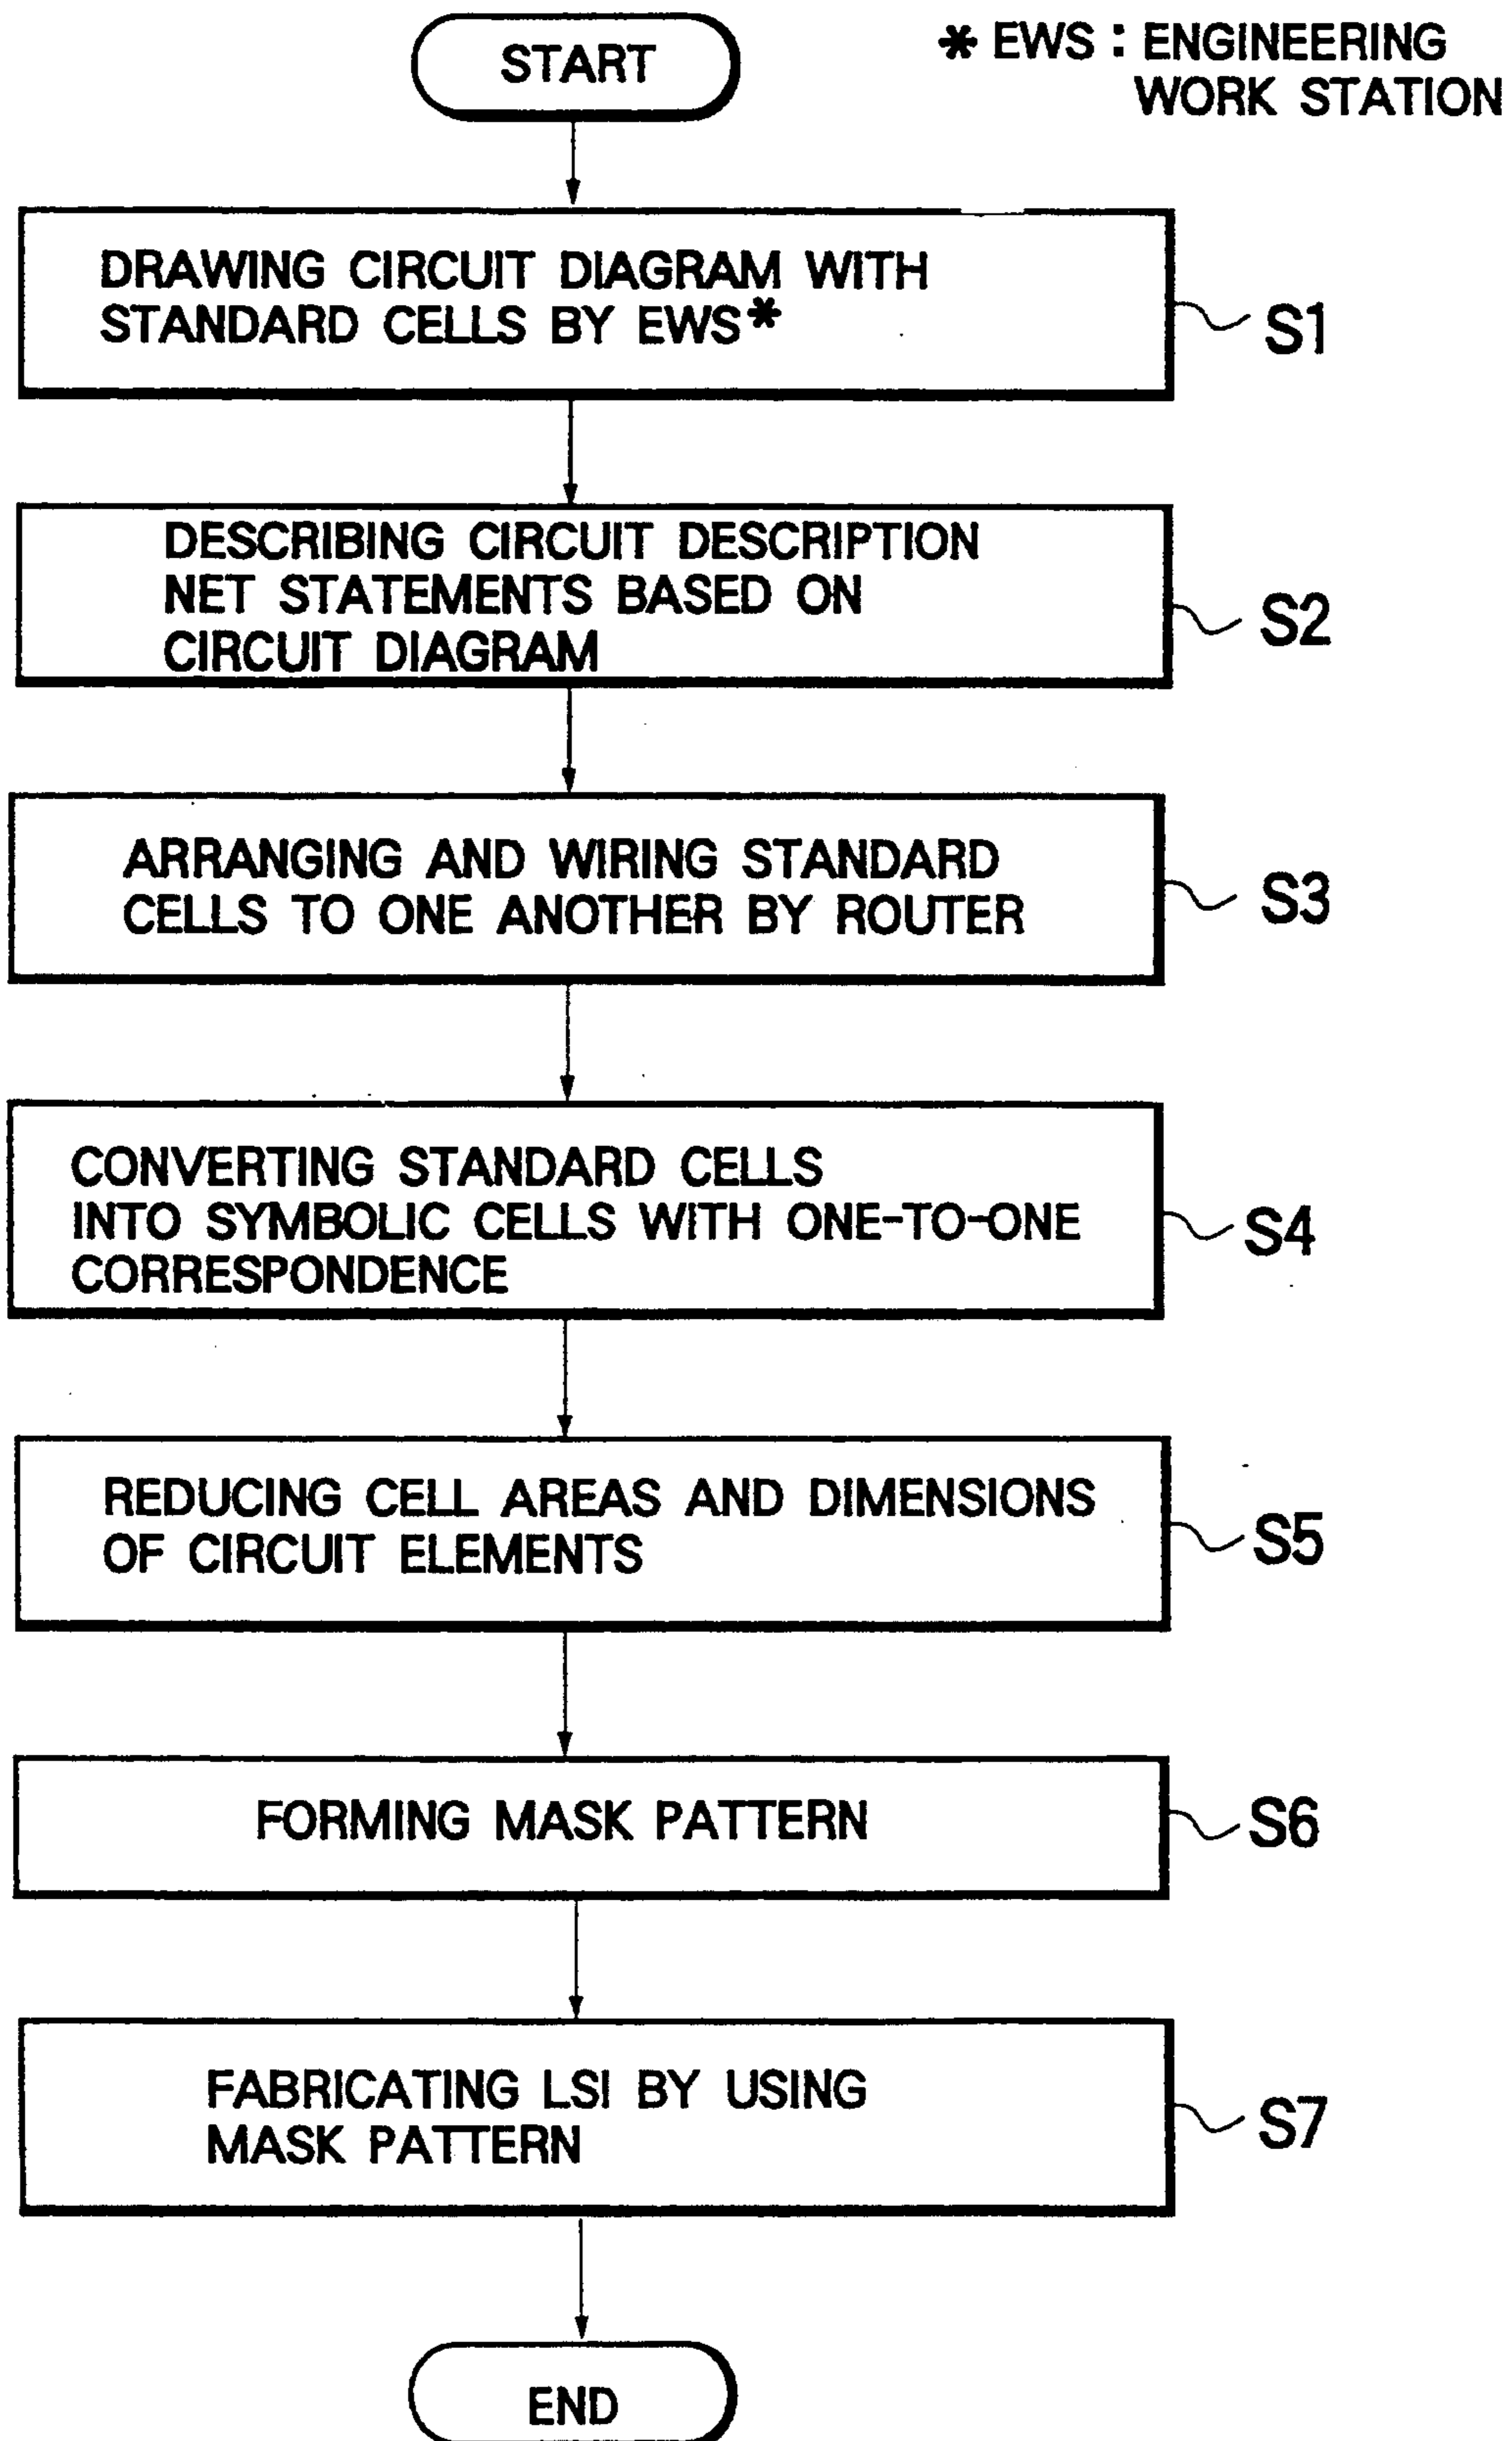 START
* EWS : ENGINEERING
WORK STATION
DRAWING CIRCUIT DIAGRAM WITH
STANDARD CELLS BY EWS*
S1
DESCRIBING CIRCUIT DESCRIPTION
NET STATEMENTS BASED ON
CIRCUIT DIAGRAM
S2
ARRANGING AND WIRING STANDARD
CELLS TO ONE ANOTHER BY ROUTER
S3
CONVERTING STANDARD CELLS
INTO SYMBOLIC CELLS WITH ONE-TO-ONE
CORRESPONDENCE
S4
REDUCING CELL AREAS AND DIMENSIONS
OF CIRCUIT ELEMENTS
S5
FORMING MASK PATTERN
S6
FABRICATING LSI BY USING
MASK PATTERN
S7
END